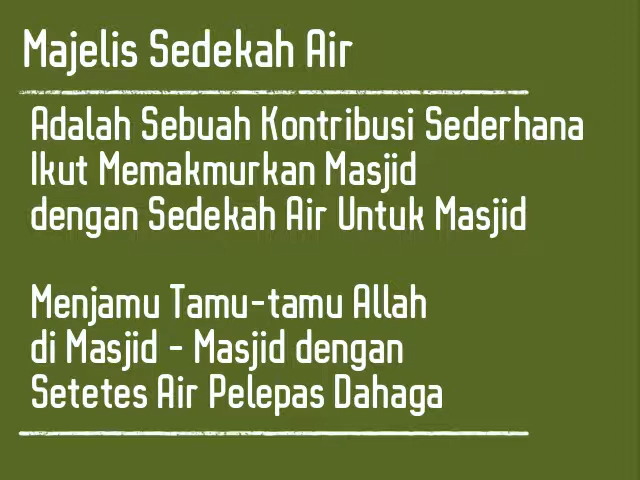 Majelis Sedekah Air
Adalah Sebuah Kontribusi Sederhana
Ikut Memakmurkan Masjid
dengan Sedekah Air Untuk Masjid
Menjamu Tamu-tamu Allah
di Masjid - Masjid dengan
Setetes Air Pelepas Dahaga